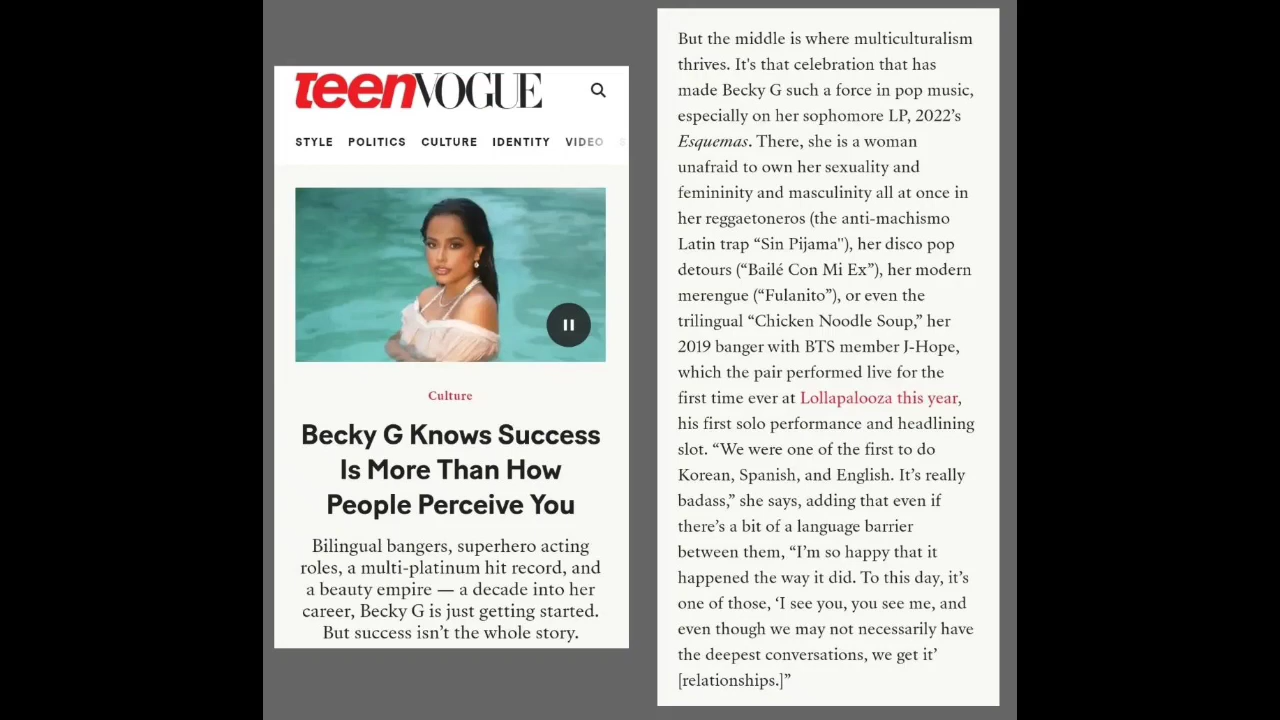 teenVOGUE
STYLE POLITICS CULTURE IDENTITY VIDEO S
Culture
Becky G Knows Success
Is More Than How
People Perceive You
Bilingual bangers, superhero acting
roles, a multi-platinum hit record, and
a beauty empire — a decade into her
career, Becky G is just getting started.
But success isn’t the whole story.
But the middle is where multiculturalism
thrives. It's that celebration that has
made Becky G such a force in pop music,
especially on her sophomore LP, 2022’s
Esquemas. There, she is a woman
unafraid to own her sexuality and
femininity and masculinity all at once in
her reggaetoneros (the anti-machismo
Latin trap “Sin Pijama"), her disco pop
detours (“Bailé Con Mi Ex”), her modern
merengue (“Fulanito”), or even the
trilingual “Chicken Noodle Soup,” her
2019 banger with BTS member J-Hope,
which the pair performed live for the
first time ever at Lollapalooza this year,
his first solo performance and headlining
slot. “We were one of the first to do
Korean, Spanish, and English. It’s really
badass,” she says, adding that even if
there’s a bit of a language barrier
between them, “I’m so happy that it
happened the way it did. To this day, it’s
one of those, ‘I see you, you see me, and
even though we may not necessarily have
the deepest conversations, we get it’
[relationships.]”